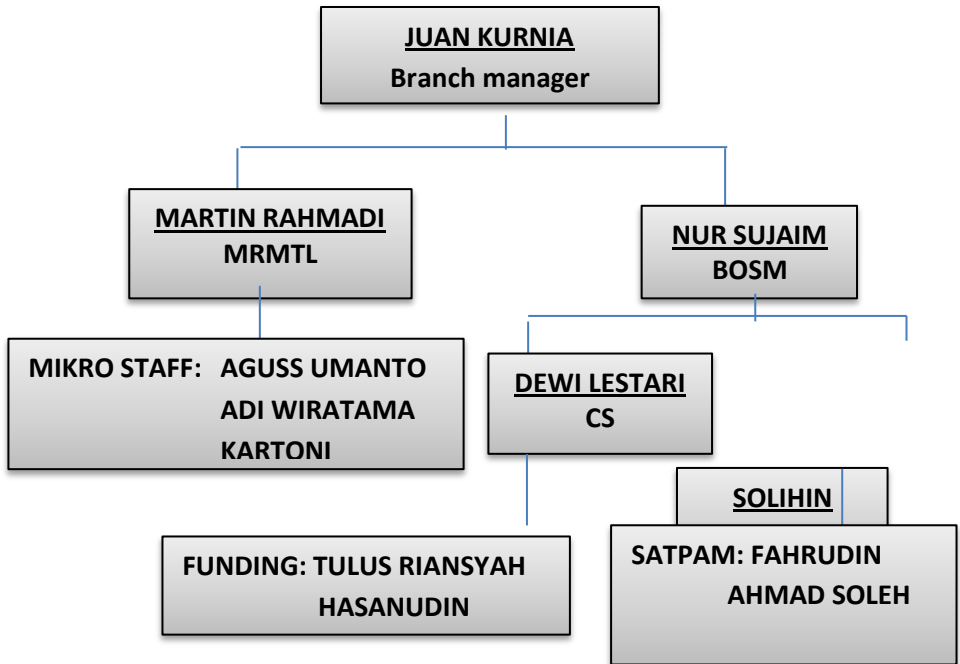 JUAN KURNIA
Branch manager
MARTIN RAHMADI
MRMTL
NUR SUJAIM
BOSM
MIKRO STAFF: AGUSS UMANTO
ADI WIRATAMA
KARTONI
DEWI LESTARI
CS
SOLIHIN
FUNDING: TULUS RIANSYAH
HASANUDIN
SATPAM: FAHRUDIN
AHMAD SOLEH